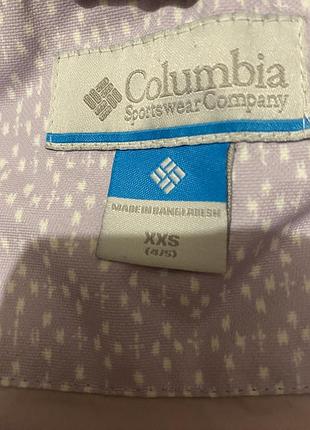 Columbia
Sportswear Company
MADE IN BANGLADESH
XXS
(4/5)